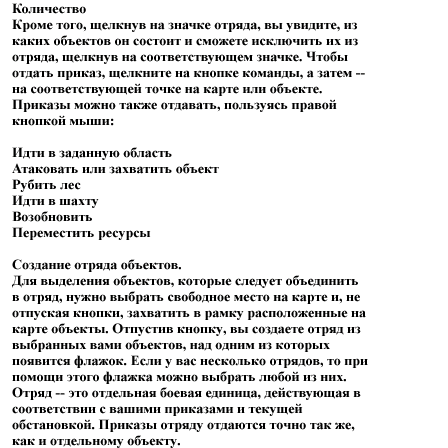 Количество
Кроме того, щелкнув на значке отряда, вы увидите, из
каких объектов он состоит и сможете исключить их из
отряда, щелкнув на соответствующем значке. Чтобы
отдать приказ, щелкните на кнопке команды, а затем --
на соответствующей точке на карте или объекте.
Приказы можно также отдавать, пользуясь правой
кнопкой мыши:
Идти в заданную область
Атаковать или захватить объект
Рубить лес
Идти в шахту
Возобновить
Переместить ресурсы
Создание отряда объектов.
Для выделения объектов, которые следует объединить
в отряд, нужно выбрать свободное место на карте и, не
отпуская кнопки, захватить в рамку расположенные на
карте объекты. Отпустив кнопку, вы создаете отряд из
выбранных вами объектов, над одним из которых
появится флажок. Если у вас несколько отрядов, то при
помощи этого флажка можно выбрать любой из них.
Отряд -- это отдельная боевая единица, действующая в
соответствии с вашими приказами и текущей
обстановкой. Приказы отряду отдаются точно так же,
как и отдельному объекту.